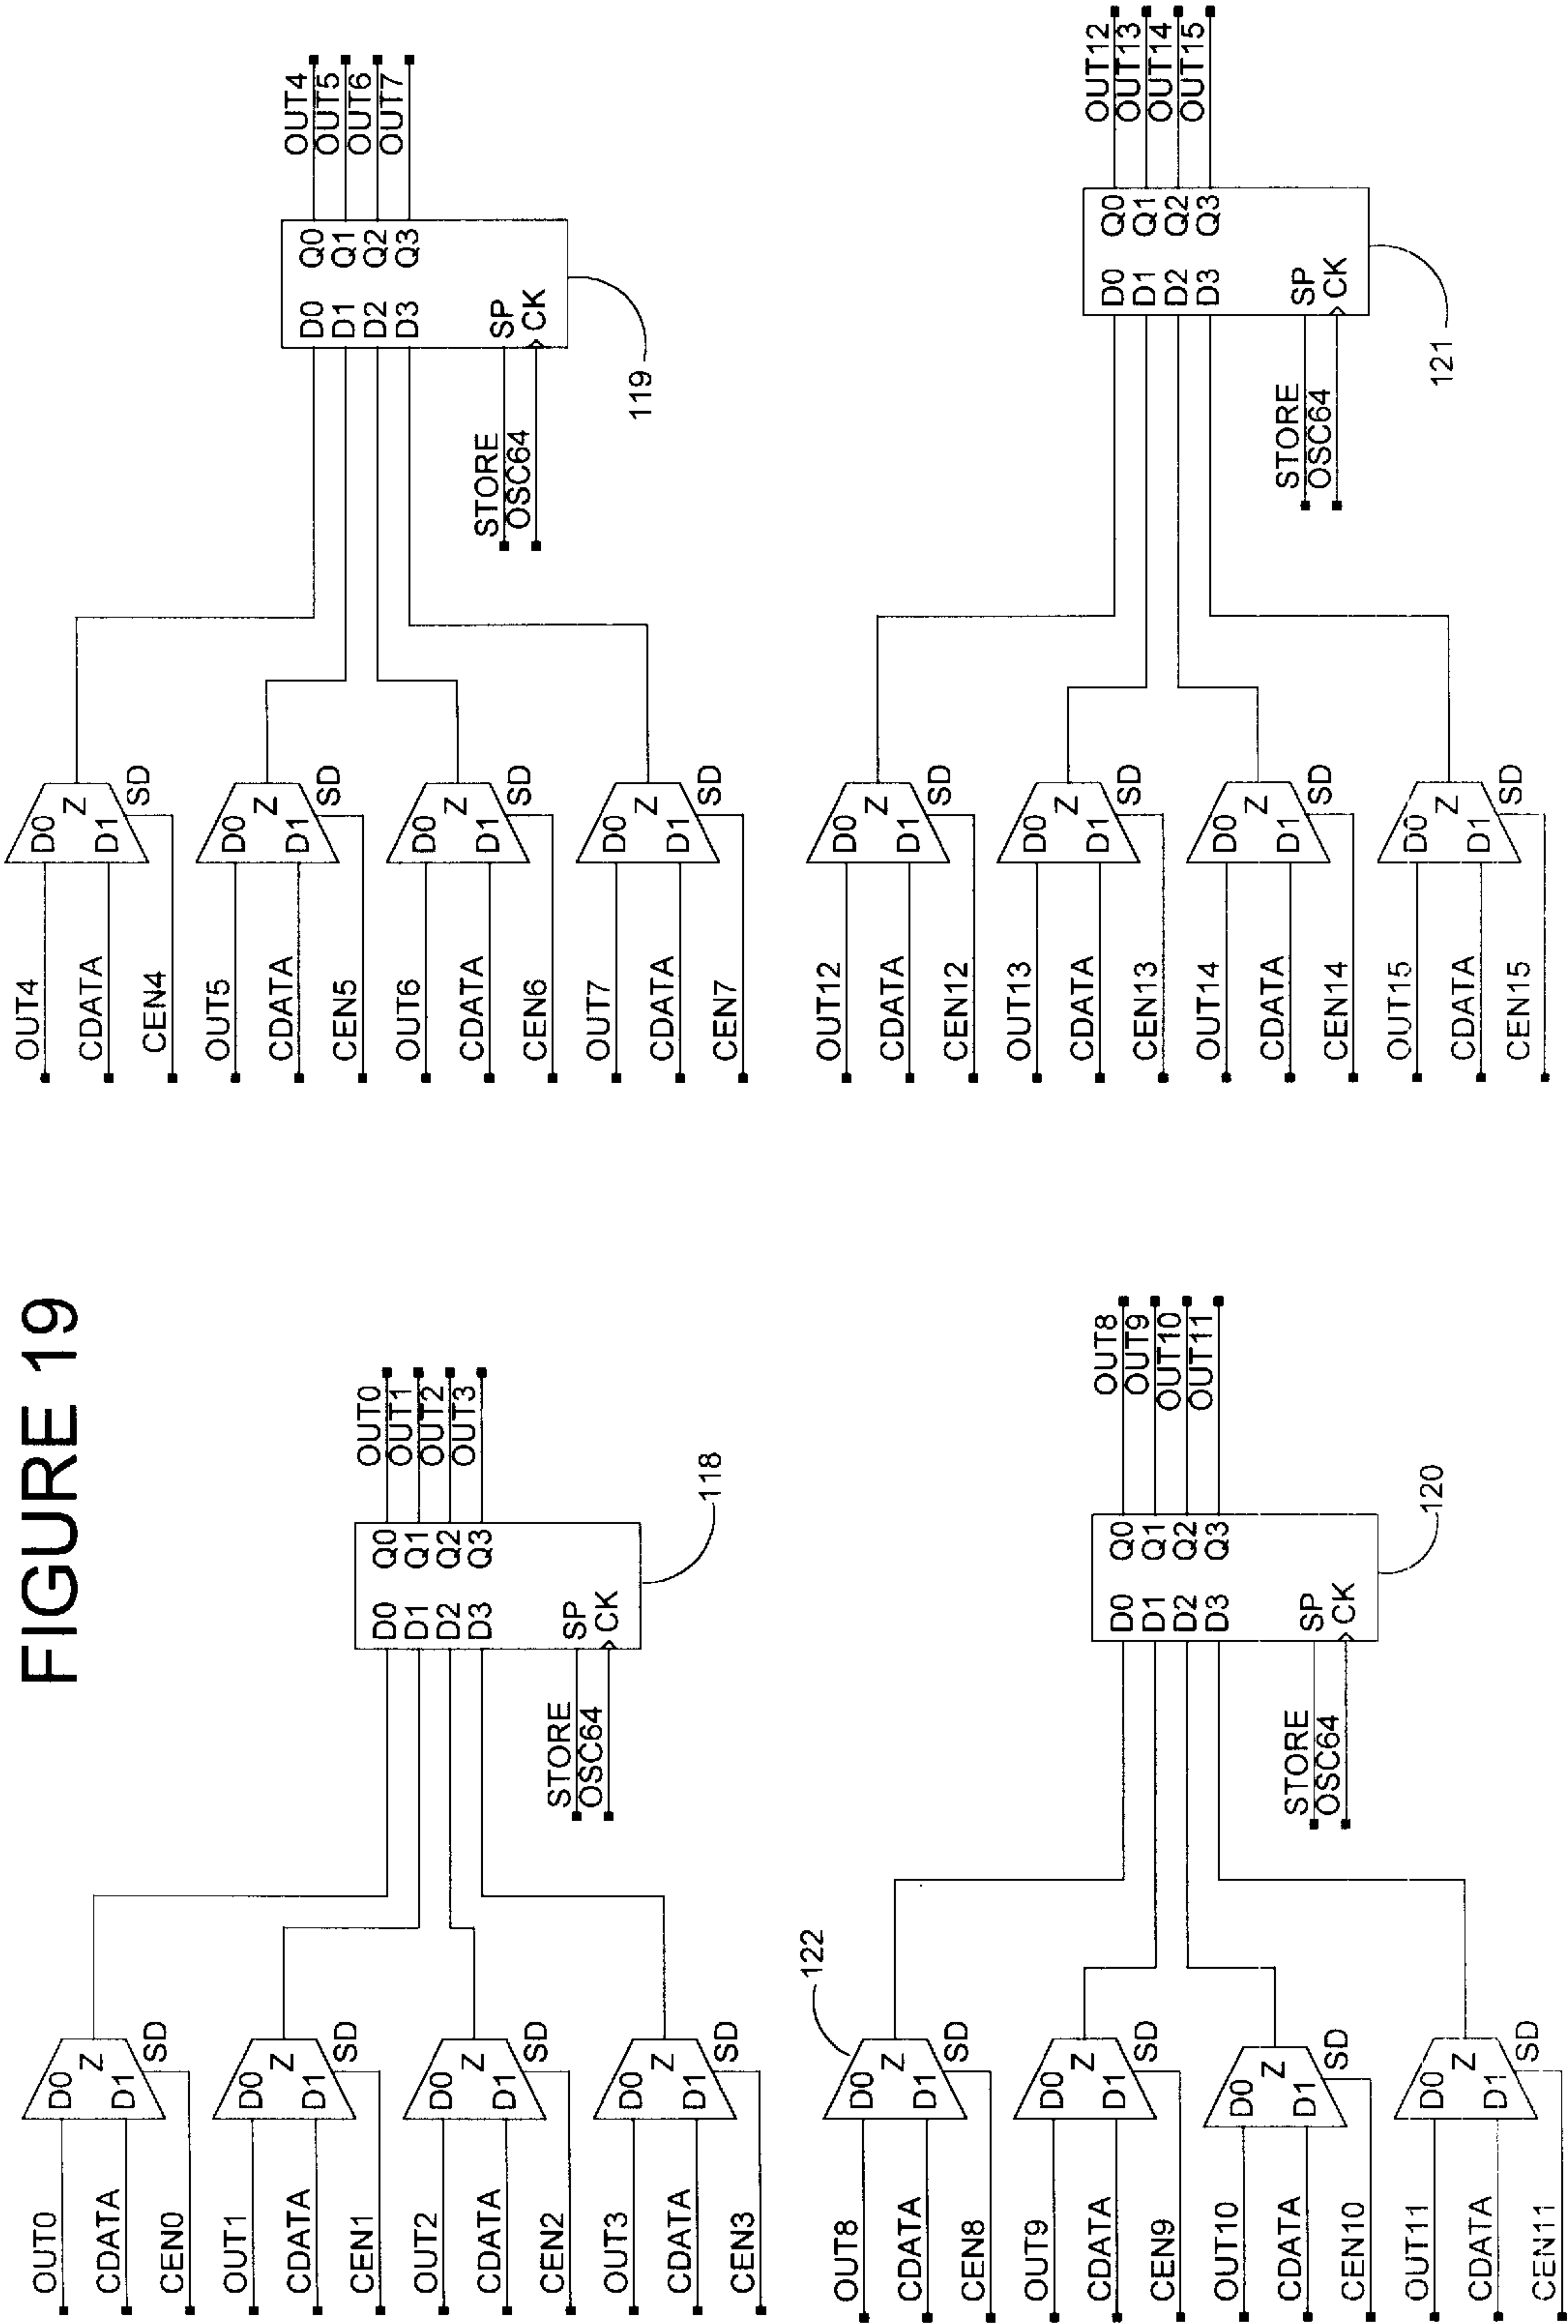 FIGURE 19
OUT0
CDATA
CEN0
D0
D1
Z
SD
OUT1
CDATA
CEN1
D0
D1
Z
SD
OUT2
CDATA
CEN2
D0
D1
Z
SD
OUT3
CDATA
CEN3
D0
D1
Z
SD
STORE
OSC64
D0 Q0
D1 Q1
D2 Q2
D3 Q3
SP
CK
OUT0
OUT1
OUT2
OUT3
118
OUT4
CDATA
CEN4
D0
D1
Z
SD
OUT5
CDATA
CEN5
D0
D1
Z
SD
OUT6
CDATA
CEN6
D0
D1
Z
SD
OUT7
CDATA
CEN7
D0
D1
Z
SD
STORE
OSC64
D0 Q0
D1 Q1
D2 Q2
D3 Q3
SP
CK
OUT4
OUT5
OUT6
OUT7
119
122
OUT8
CDATA
CEN8
D0
D1
Z
SD
OUT9
CDATA
CEN9
D0
D1
Z
SD
OUT10
CDATA
CEN10
D0
D1
Z
SD
OUT11
CDATA
CEN11
D0
D1
Z
SD
STORE
OSC64
D0 Q0
D1 Q1
D2 Q2
D3 Q3
SP
CK
OUT8
OUT9
OUT10
OUT11
120
OUT12
CDATA
CEN12
D0
D1
Z
SD
OUT13
CDATA
CEN13
D0
D1
Z
SD
OUT14
CDATA
CEN14
D0
D1
Z
SD
OUT15
CDATA
CEN15
D0
D1
Z
SD
STORE
OSC64
D0 Q0
D1 Q1
D2 Q2
D3 Q3
SP
CK
OUT12
OUT13
OUT14
OUT15
121